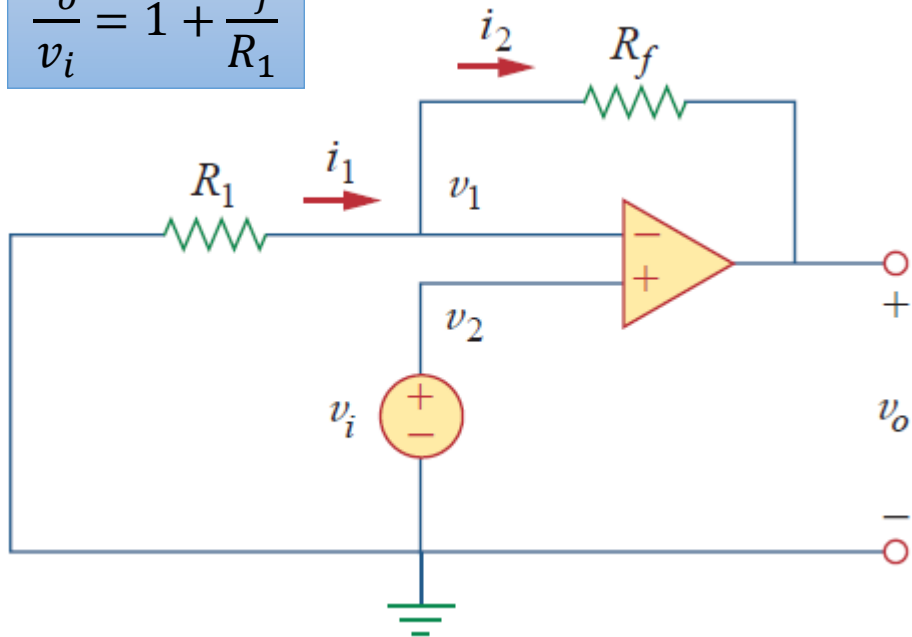 v_i = 1 + R_1
i_2
R_f
i_1
R_1
v_1
−
+
v_2
+
+
v_i
−
v_o
−